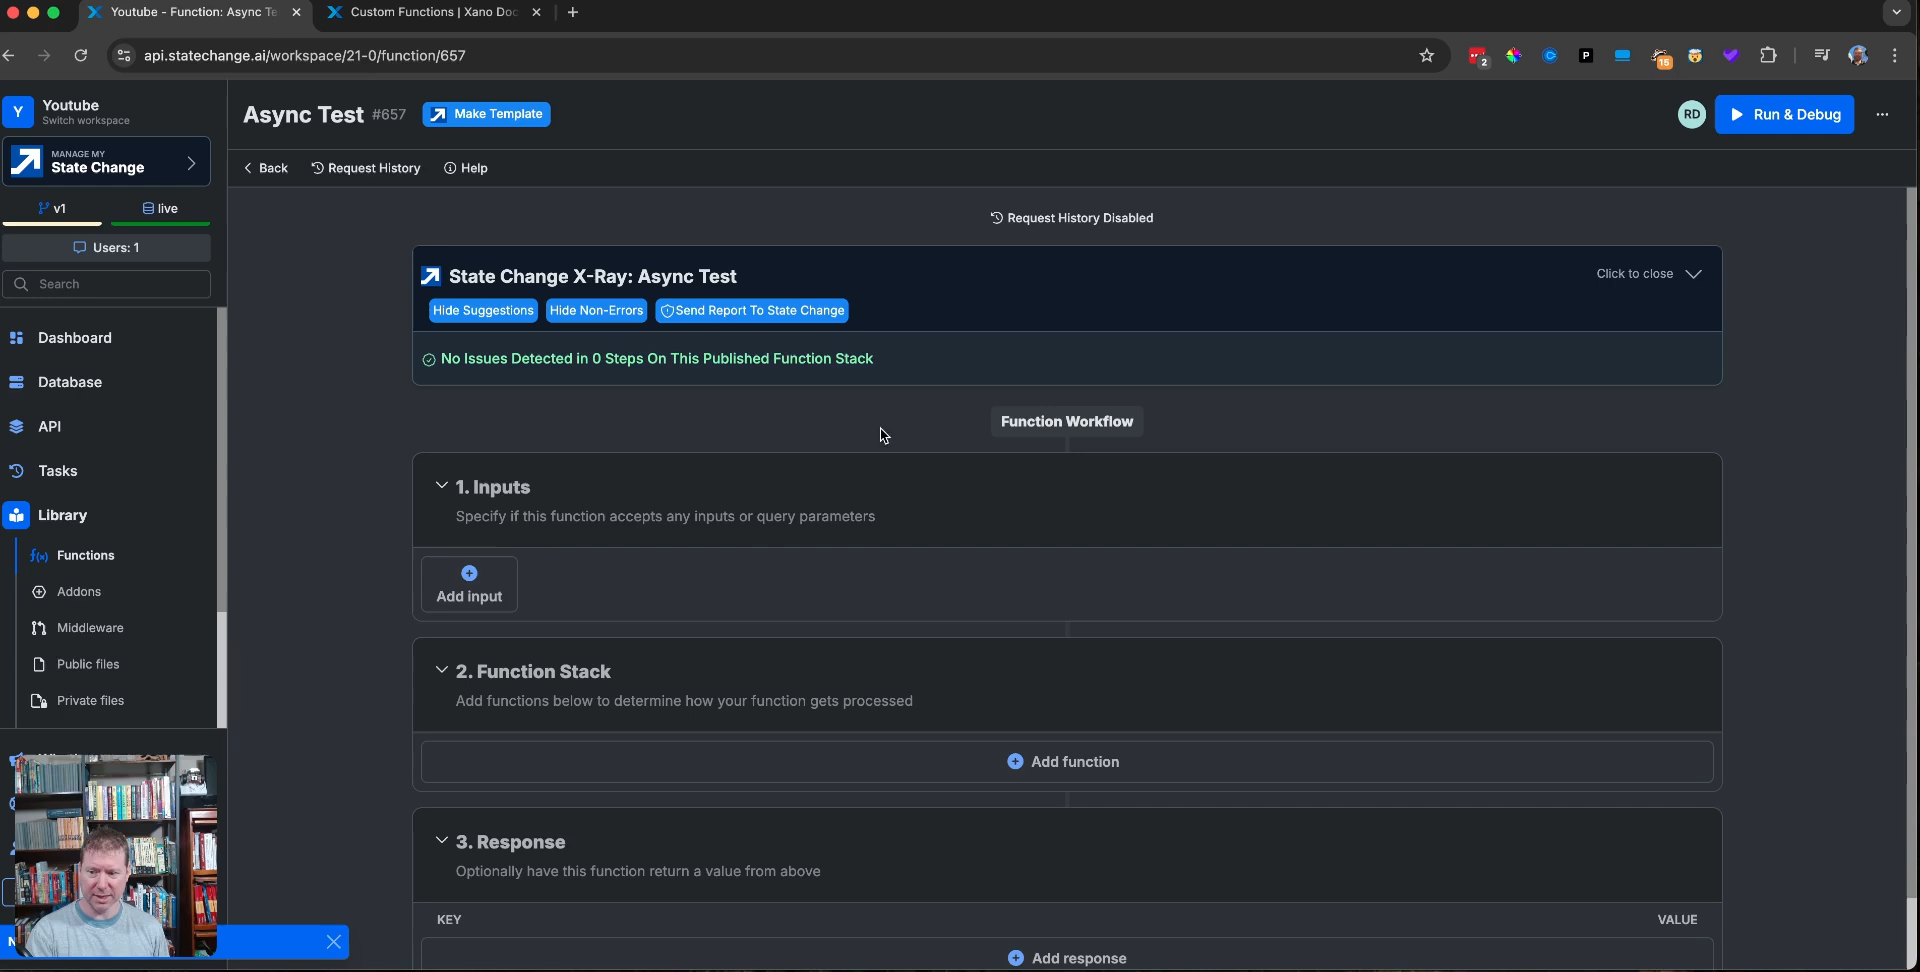 Youtube - Function: Async Te
Custom Functions | Xano Doc
api.statechange.ai/workspace/21-0/function/657
2
P
15
Y
Youtube
Switch workspace
MANAGE MY
State Change
v1
live
Users: 1
Search
Dashboard
Database
API
Tasks
Library
f(x) Functions
Addons
Middleware
Public files
Private files
Async Test #657
Make Template
RD
Run & Debug
Back
Request History
Help
Request History Disabled
State Change X-Ray: Async Test
Click to close
Hide Suggestions
Hide Non-Errors
Send Report To State Change
No Issues Detected in 0 Steps On This Published Function Stack
Function Workflow
1. Inputs
Specify if this function accepts any inputs or query parameters
Add input
2. Function Stack
Add functions below to determine how your function gets processed
Add function
3. Response
Optionally have this function return a value from above
KEY
VALUE
Add response